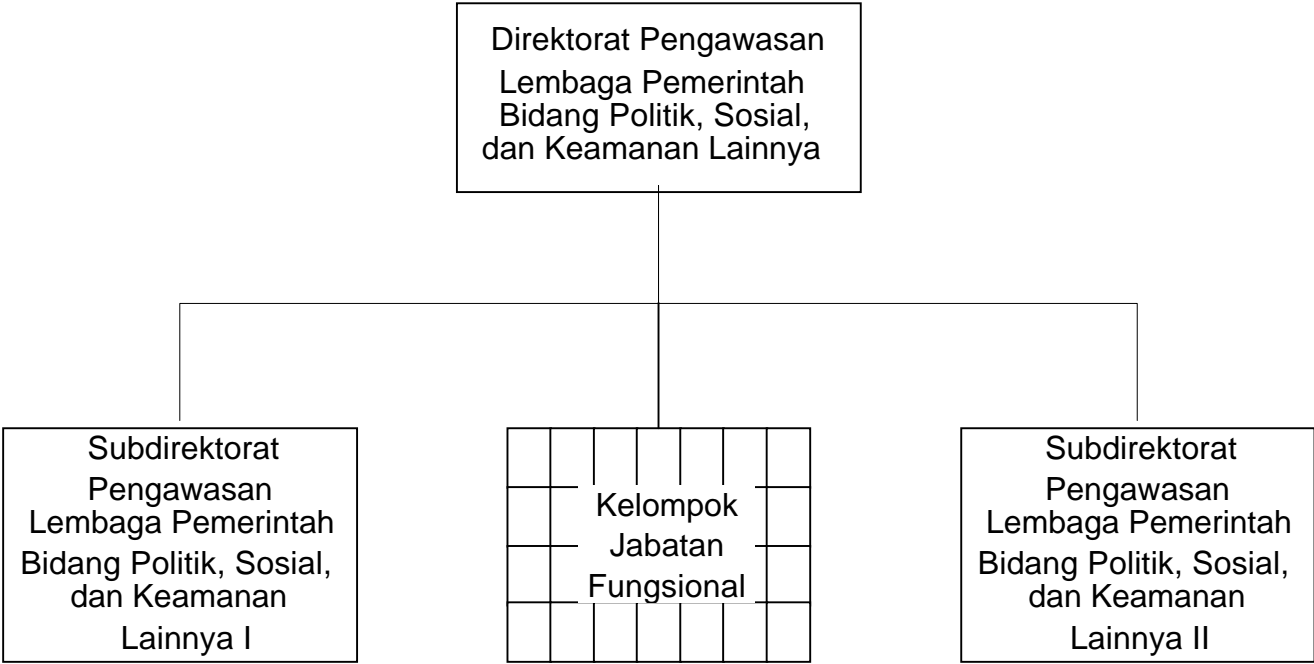 Direktorat Pengawasan
Lembaga Pemerintah
Bidang Politik, Sosial,
dan Keamanan Lainnya
Subdirektorat
Pengawasan
Lembaga Pemerintah
Bidang Politik, Sosial,
dan Keamanan
Lainnya I
Kelompok
Jabatan
Fungsional
Subdirektorat
Pengawasan
Lembaga Pemerintah
Bidang Politik, Sosial,
dan Keamanan
Lainnya II